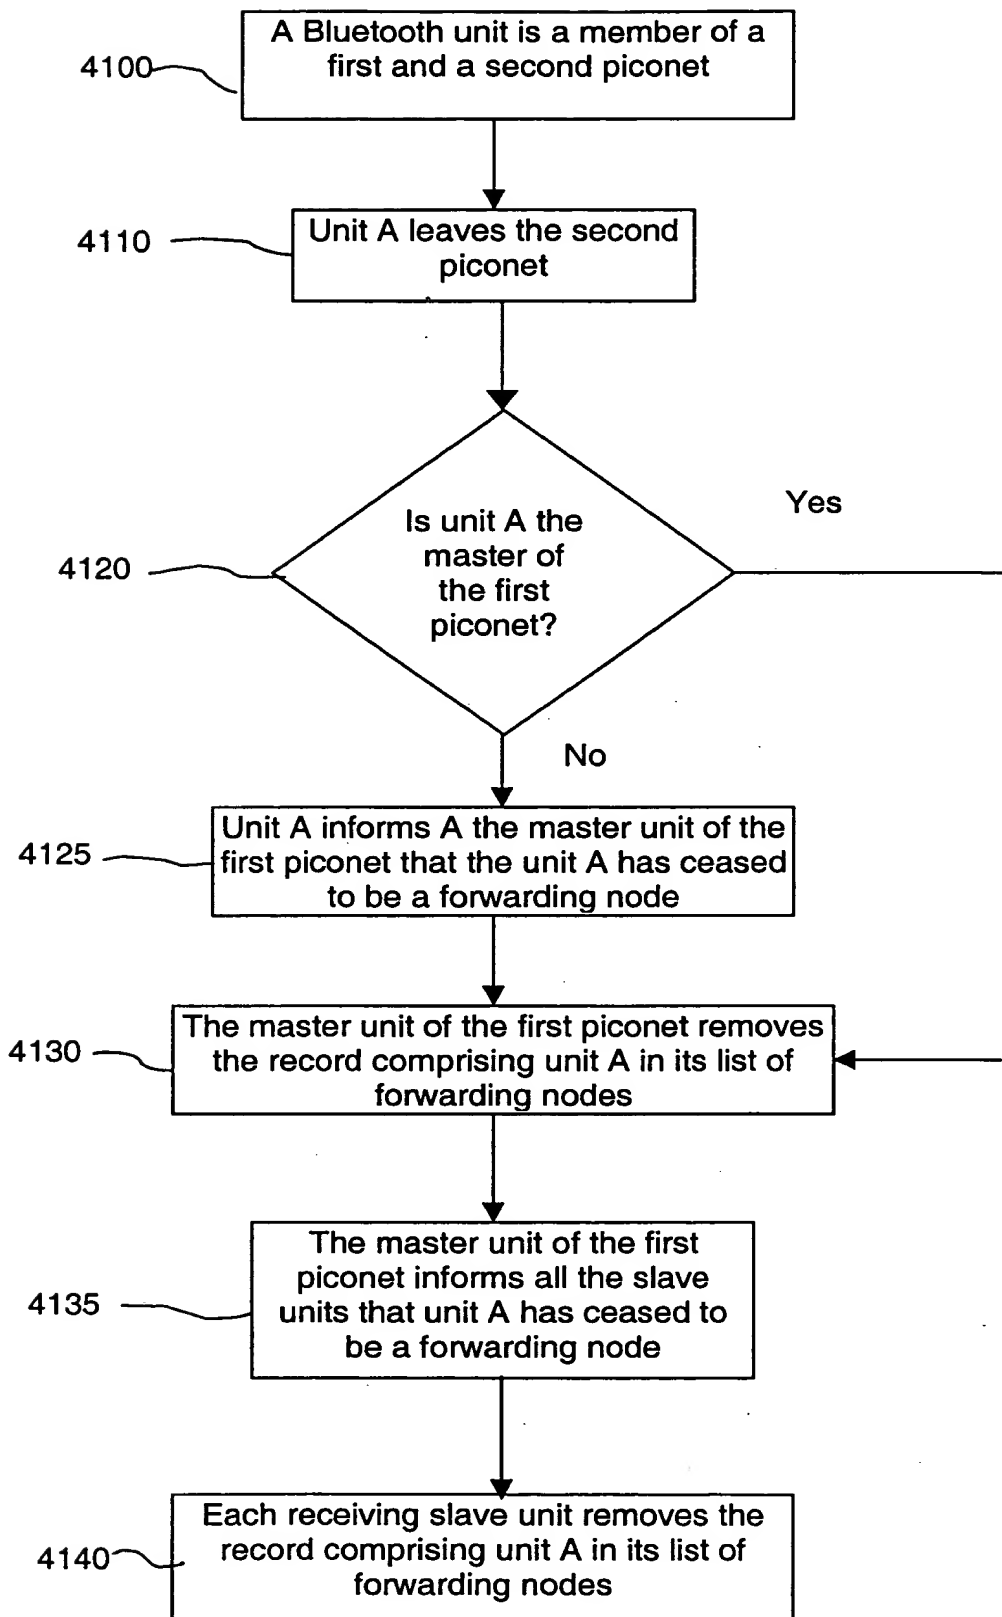 A Bluetooth unit is a member of a
first and a second piconet
4100
Unit A leaves the second
piconet
4110
Is unit A the
master of
the first
piconet?
4120
Yes
No
Unit A informs A the master unit of the
first piconet that the unit A has ceased
to be a forwarding node
4125
The master unit of the first piconet removes
the record comprising unit A in its list of
forwarding nodes
4130
The master unit of the first
piconet informs all the slave
units that unit A has ceased to
be a forwarding node
4135
Each receiving slave unit removes the
record comprising unit A in its list of
forwarding nodes
4140